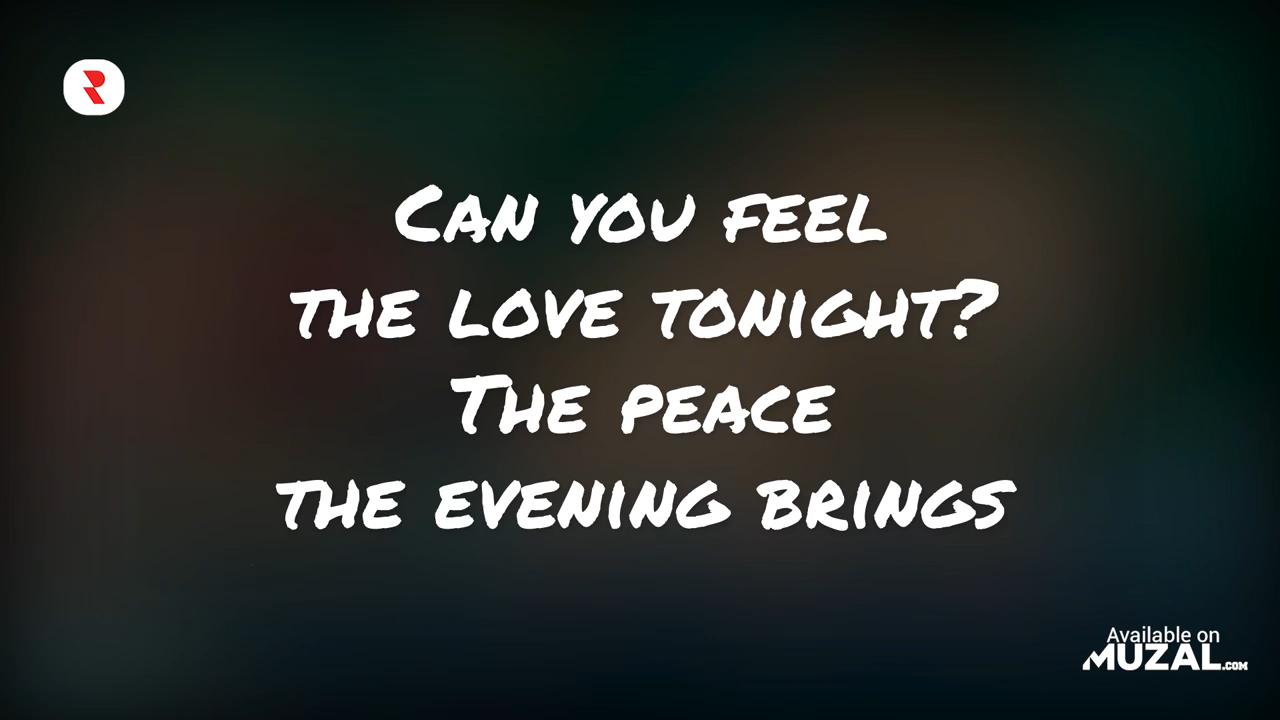 R
Can you feel
the love tonight?
The peace
the evening brings
Available on
MUZAL.COM